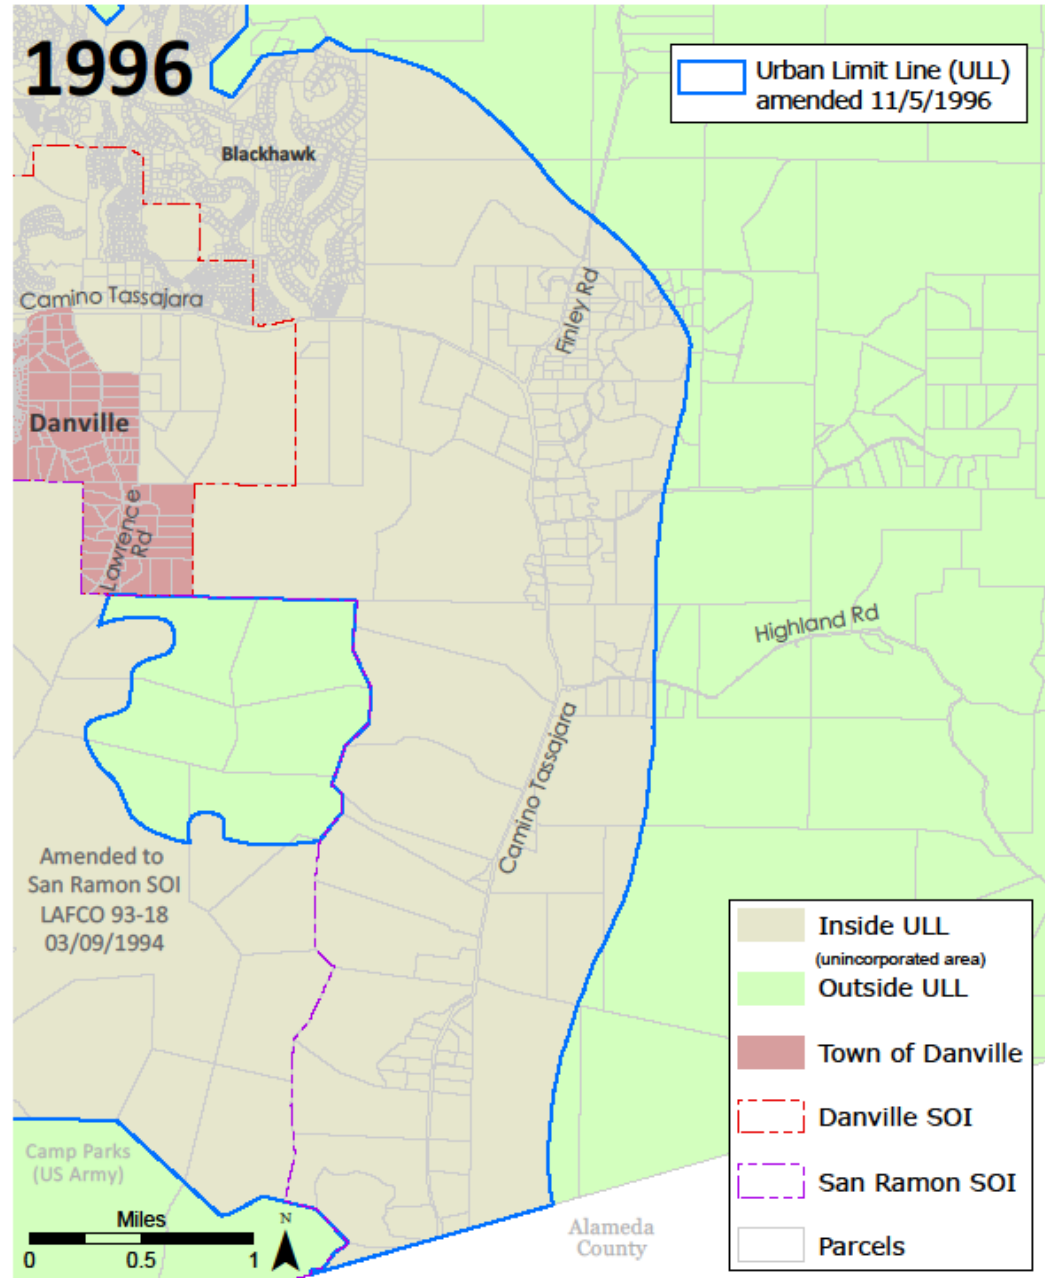 1996
Urban Limit Line (ULL)
amended 11/5/1996
Blackhawk
Camino Tassajara
Finley Rd
Danville
Lawrence
Rd
Highland Rd
Camino Tassajara
Amended to
San Ramon SOI
LAFCO 93-18
03/09/1994
Inside ULL
(unincorporated area)
Outside ULL
Town of Danville
Danville SOI
San Ramon SOI
Parcels
Camp Parks
(US Army)
Miles
0 0.5 1
N
Alameda
County